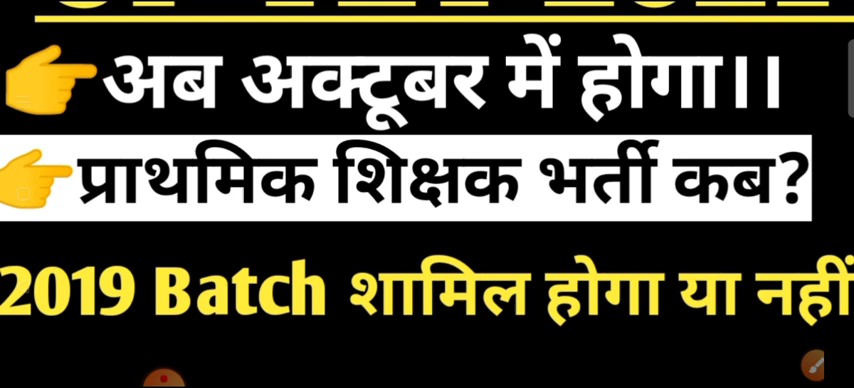 👉अब अक्टूबर में होगा।।
👉प्राथमिक शिक्षक भर्ती कब?
2019 Batch शामिल होगा या नहीं